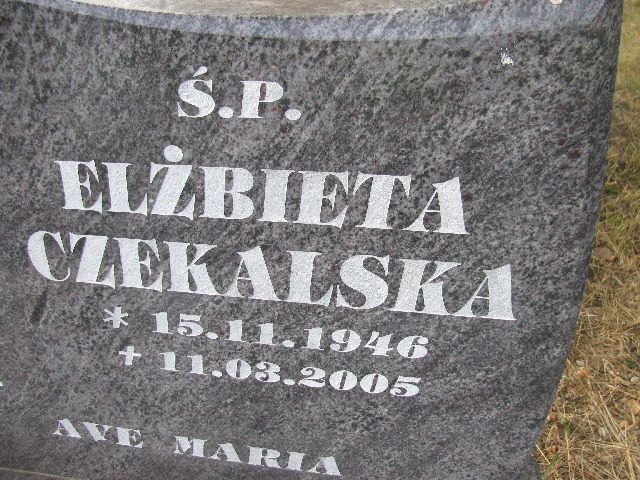 Ś.P.
ELŻBIETA
CZEKALSKA
* 15.11.1946
+ 11.03.2005
AVE MARIA